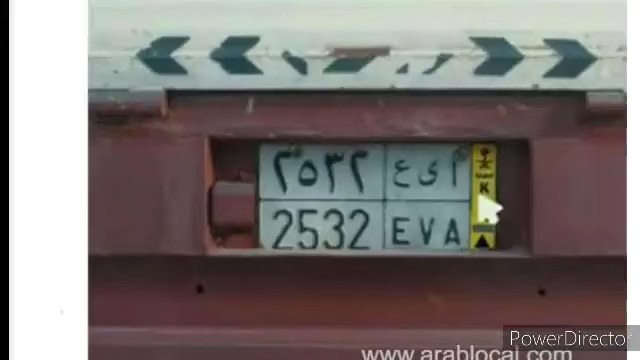 ٢٥٣٢ ا ى ع
2532 EVA
K
PowerDirector
www.arablocal.com